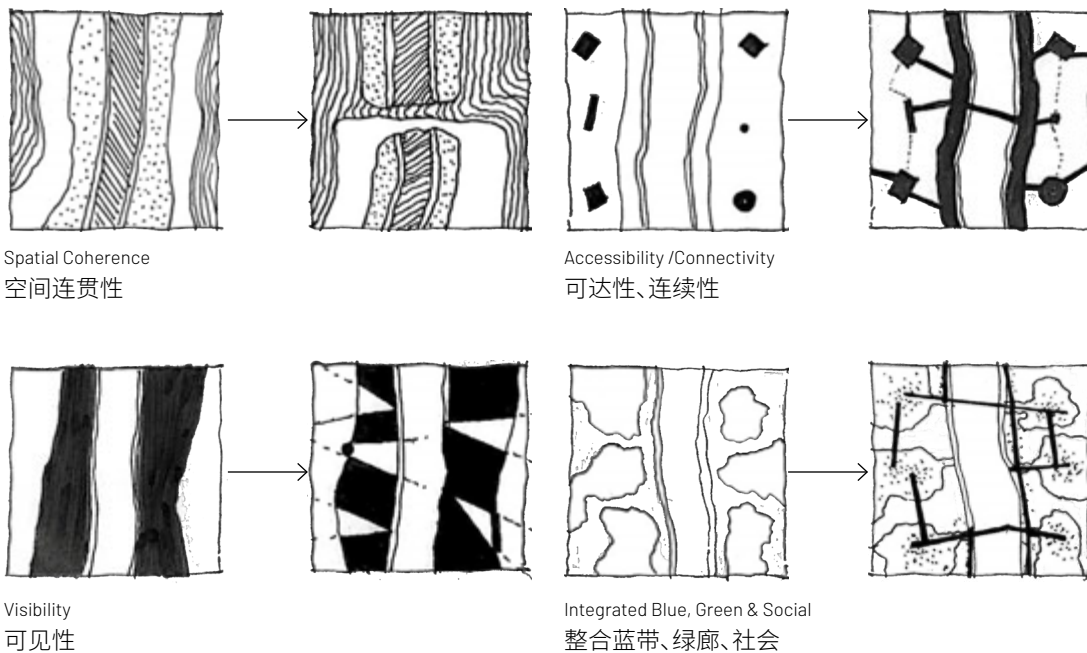 Spatial Coherence
空间连贯性
Accessibility /Connectivity
可达性、连续性
Visibility
可见性
Integrated Blue, Green & Social
整合蓝带、绿廊、社会